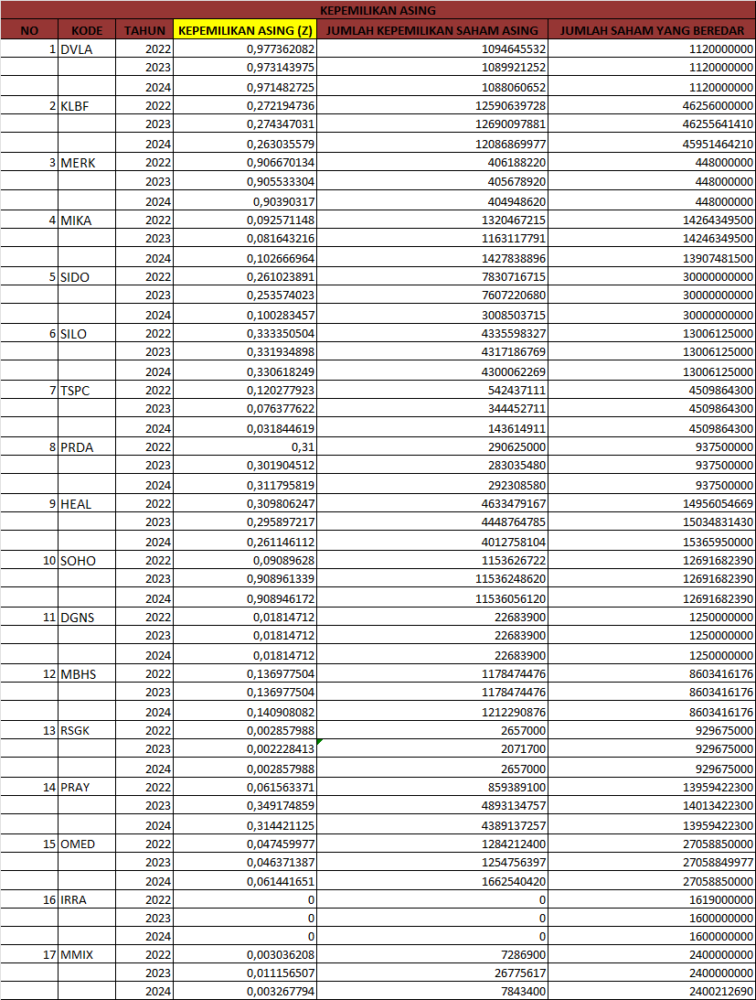 KEPEMILIKAN ASING
NO KODE TAHUN KEPEMILIKAN ASING (Z) JUMLAH KEPEMILIKAN SAHAM ASING JUMLAH SAHAM YANG BEREDAR
1 DVLA 2022 0,977362082 1094645532 1120000000
2023 0,973143975 1089921252 1120000000
2024 0,971482725 1088060652 1120000000
2 KLBF 2022 0,272194736 12590639728 46256000000
2023 0,274347031 12690097881 46255641410
2024 0,263035579 12086869977 45951464210
3 MERK 2022 0,906670134 406188220 448000000
2023 0,905533304 405678920 448000000
2024 0,90390317 404948620 448000000
4 MIKA 2022 0,092571148 1320467215 14264349500
2023 0,081643216 1163117791 14246349500
2024 0,102666964 1427838896 13907481500
5 SIDO 2022 0,261023891 7830716715 30000000000
2023 0,253574023 7607220680 30000000000
2024 0,100283457 3008503715 30000000000
6 SILO 2022 0,333350504 4335598327 13006125000
2023 0,331934898 4317186769 13006125000
2024 0,330618249 4300062269 13006125000
7 TSPC 2022 0,120277923 542437111 4509864300
2023 0,076377622 344452711 4509864300
2024 0,031844619 143614911 4509864300
8 PRDA 2022 0,31 290625000 937500000
2023 0,301904512 283035480 937500000
2024 0,311795819 292308580 937500000
9 HEAL 2022 0,309806247 4633479167 14956054669
2023 0,295897217 4448764785 15034831430
2024 0,261146112 4012758104 15365950000
10 SOHO 2022 0,09089628 1153626722 12691682390
2023 0,908961339 11536248620 12691682390
2024 0,908946172 11536056120 12691682390
11 DGNS 2022 0,01814712 22683900 1250000000
2023 0,01814712 22683900 1250000000
2024 0,01814712 22683900 1250000000
12 MBHS 2022 0,136977504 1178474476 8603416176
2023 0,136977504 1178474476 8603416176
2024 0,140908082 1212290876 8603416176
13 RSGK 2022 0,002857988 2657000 929675000
2023 0,002228413 2071700 929675000
2024 0,002857988 2657000 929675000
14 PRAY 2022 0,061563371 859389100 13959422300
2023 0,349174859 4893134757 14013422300
2024 0,314421125 4389137257 13959422300
15 OMED 2022 0,047459977 1284212400 27058850000
2023 0,046371387 1254756397 27058849977
2024 0,061441651 1662540420 27058850000
16 IRRA 2022 0 0 1619000000
2023 0 0 1600000000
2024 0 0 1600000000
17 MMIX 2022 0,003036208 7286900 2400000000
2023 0,011156507 26775617 2400000000
2024 0,003267794 7843400 2400212690